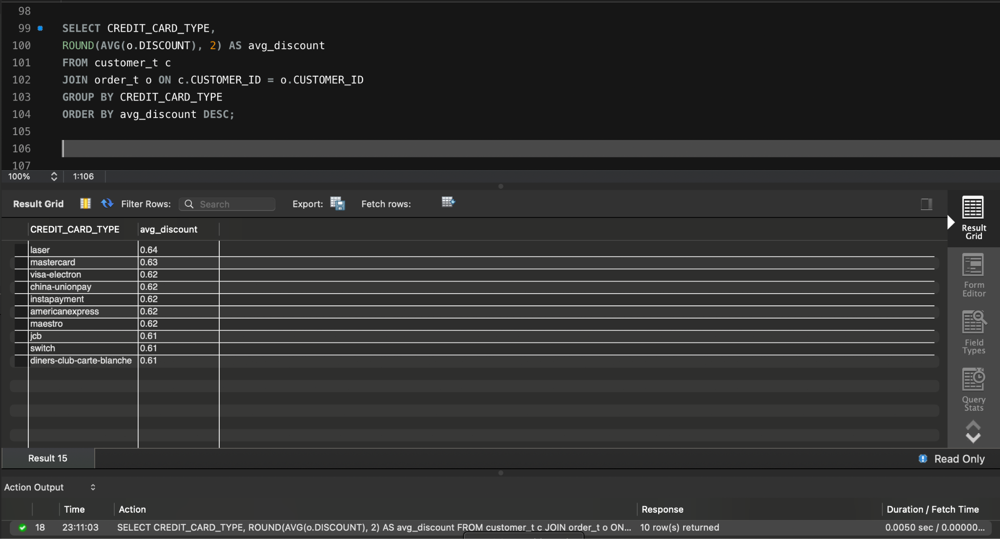 98
99 SELECT CREDIT_CARD_TYPE,
100 ROUND(AVG(o.DISCOUNT), 2) AS avg_discount
101 FROM customer_t c
102 JOIN order_t o ON c.CUSTOMER_ID = o.CUSTOMER_ID
103 GROUP BY CREDIT_CARD_TYPE
104 ORDER BY avg_discount DESC;
105
106
107
100% 1:106
Result Grid Filter Rows: Search Export: Fetch rows:
CREDIT_CARD_TYPE avg_discount
laser 0.64
mastercard 0.63
visa-electron 0.62
china-unionpay 0.62
instapayment 0.62
americanexpress 0.62
maestro 0.62
jcb 0.61
switch 0.61
diners-club-carte-blanche 0.61
Result
Grid
Form
Editor
Field
Types
Query
Stats
Result 15 Read Only
Action Output
Time Action Response Duration / Fetch Time
18 23:11:03 SELECT CREDIT_CARD_TYPE, ROUND(AVG(o.DISCOUNT), 2) AS avg_discount FROM customer_t c JOIN order_t o ON... 10 row(s) returned 0.0050 sec / 0.00000...